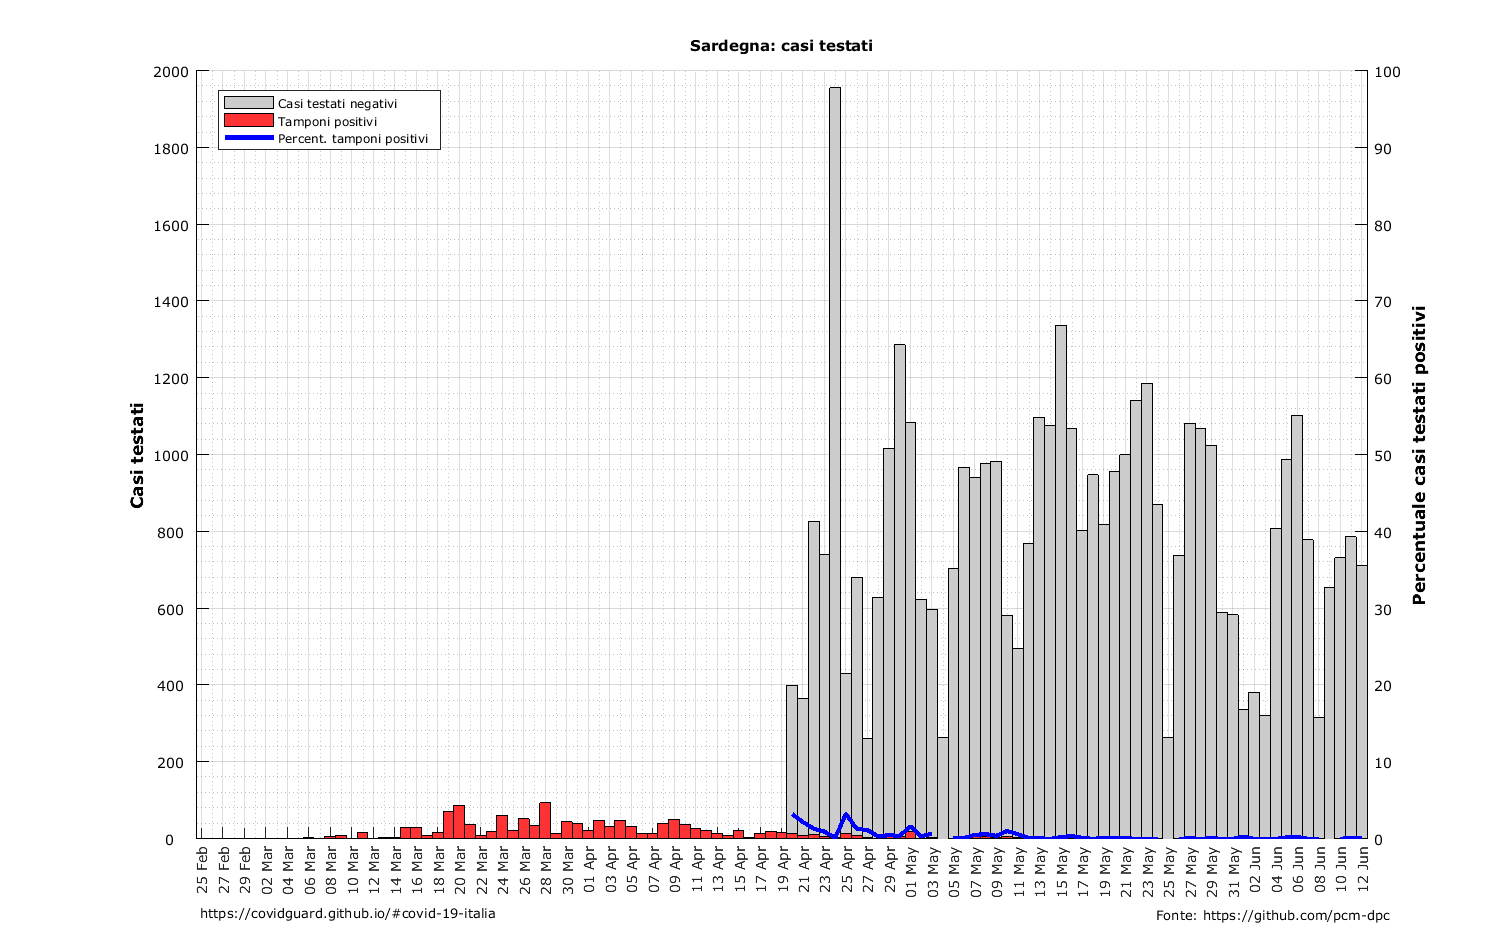 Sardegna: casi testati
Casi testati negativi
Tamponi positivi
Percent. tamponi positivi
Casi testati
2000
1800
1600
1400
1200
1000
800
600
400
200
0
100
90
80
70
60
50
40
30
20
10
0
Percentuale casi testati positivi
25 Feb
27 Feb
29 Feb
02 Mar
04 Mar
06 Mar
08 Mar
10 Mar
12 Mar
14 Mar
16 Mar
18 Mar
20 Mar
22 Mar
24 Mar
26 Mar
28 Mar
30 Mar
01 Apr
03 Apr
05 Apr
07 Apr
09 Apr
11 Apr
13 Apr
15 Apr
17 Apr
19 Apr
21 Apr
23 Apr
25 Apr
27 Apr
29 Apr
01 May
03 May
05 May
07 May
09 May
11 May
13 May
15 May
17 May
19 May
21 May
23 May
25 May
27 May
29 May
31 May
02 Jun
04 Jun
06 Jun
08 Jun
10 Jun
12 Jun
https://covidguard.github.io/#covid-19-italia
Fonte: https://github.com/pcm-dpc